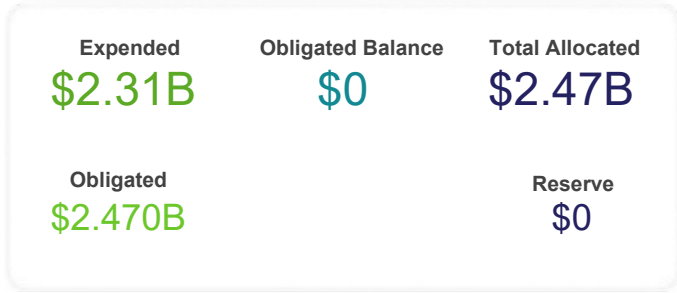 Expended
$2.31B
Obligated Balance
$0
Total Allocated
$2.47B
Obligated
$2.470B
Reserve
$0